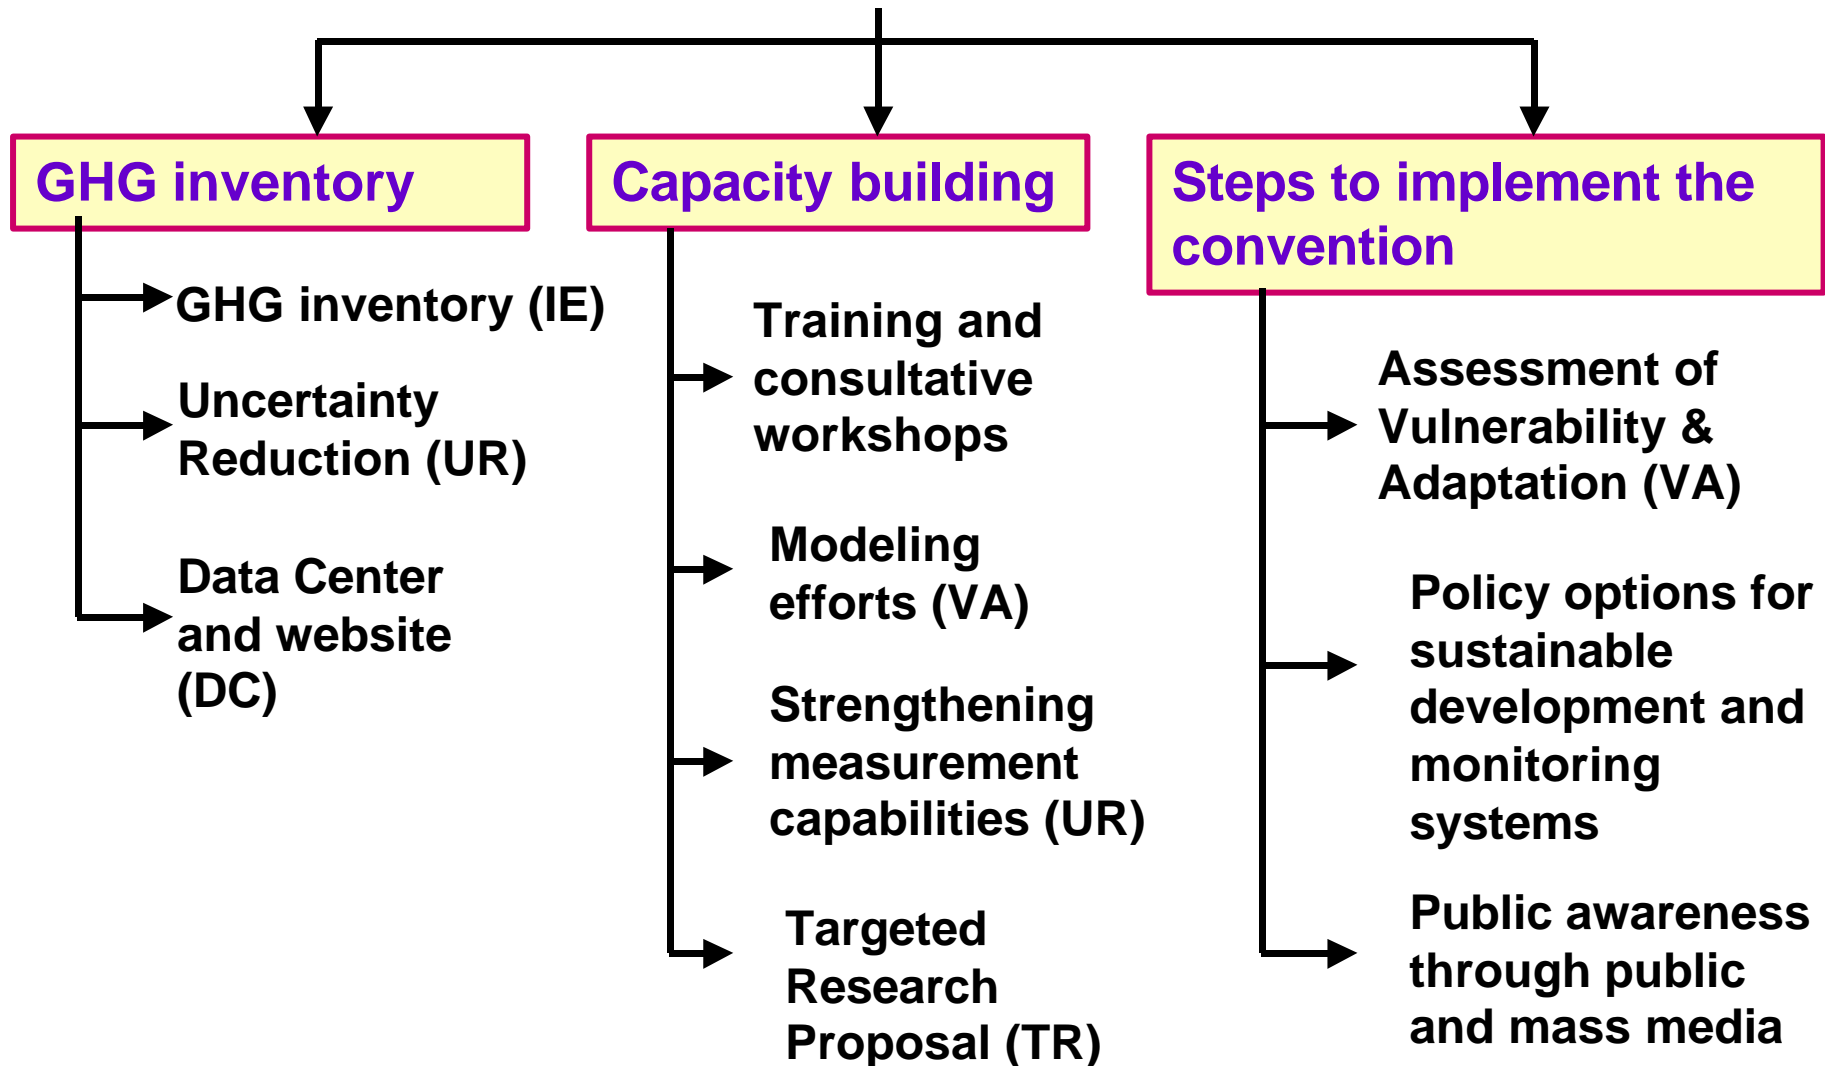 GHG inventory
GHG inventory (IE)
Uncertainty
Reduction (UR)
Data Center
and website
(DC)
Capacity building
Training and
consultative
workshops
Modeling
efforts (VA)
Strengthening
measurement
capabilities (UR)
Targeted
Research
Proposal (TR)
Steps to implement the
convention
Assessment of
Vulnerability &
Adaptation (VA)
Policy options for
sustainable
development and
monitoring
systems
Public awareness
through public
and mass media